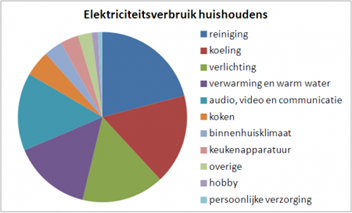 Elektriciteitsverbruik huishoudens
reiniging
koeling
verlichting
verwarming en warm water
audio, video en communicatie
koken
binnenhuisklimaat
keukenapparatuur
overige
hobby
persoonlijke verzorging